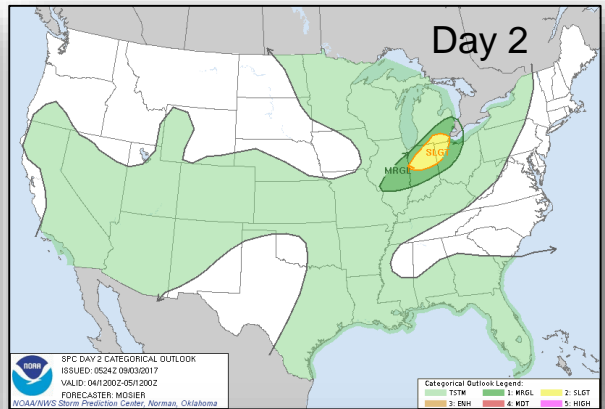 Day 2
SLGT
MRGL
NOAA
SPC DAY 2 CATEGORICAL OUTLOOK
ISSUED: 0524Z 09/03/2017
VALID: 04/1200Z-05/1200Z
FORECASTER: MOSIER
NOAA/NWS Storm Prediction Center, Norman, Oklahoma
Categorical Outlook Legend:
TSTM 1: MRGL 2: SLGT
3: ENH 4: MDT 5: HIGH